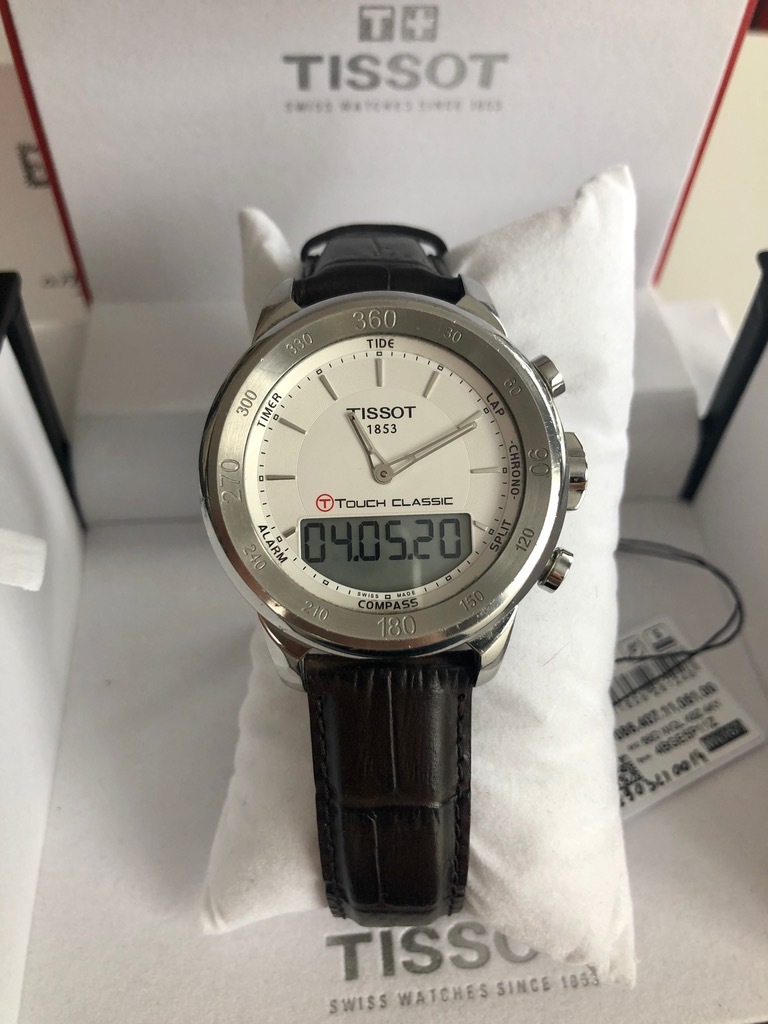 TISSOT
SWISS WATCHES SINCE 1853
360
30
60
90
120
150
180
210
240
270
300
330
TIDE
LAP
-CHRONO-
SPLIT
COMPASS
ALARM
TIMER
TISSOT
1853
T TOUCH CLASSIC
04.05.20
SWISS MADE
TISSOT
SWISS WATCHES SINCE 1853